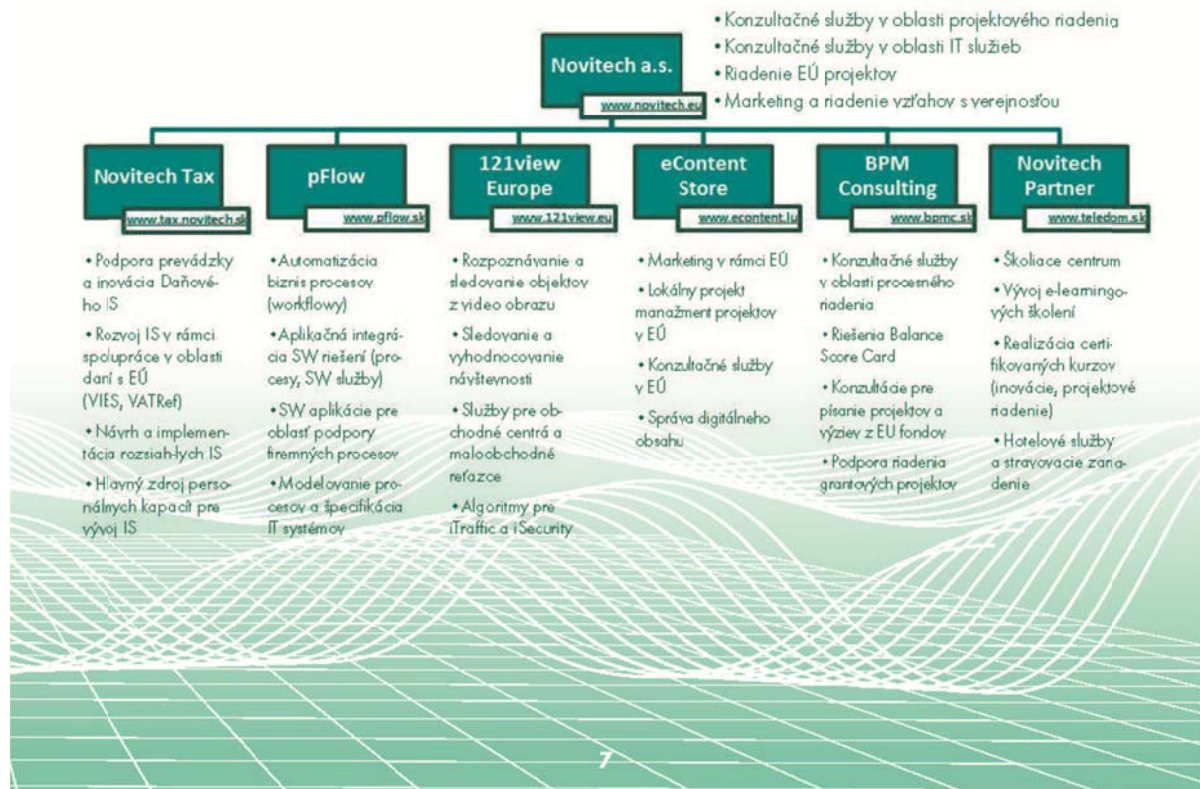 • Konzultačné služby v oblasti projektového riadenia
• Konzultačné služby v oblasti IT služieb
• Riadenie EÚ projektov
• Marketing a riadenie vzťahov s verejnosťou
Novitech a.s.
www.novitech.eu
Novitech Tax
www.tax.novitech.sk
• Podpora prevádzky
a inovácia Daňové-
ho IS
• Rozvoj IS v rámci
spolupráce v oblasti
daní s EÚ
(VIES, VATRef)
• Návrh a implemen-
tácia rozsiah-lych IS
• Hlavný zdroj perso-
nálnych kapacít pre
vývoj IS
pFlow
www.pflow.sk
• Automatizácia
biznis procesov
(workflowy)
• Aplikačná integrá-
cia SW riešení (pro-
cesy, SW služby)
• SW aplikácie pre
oblasť podpory
firemných procesov
• Modelovanie pro-
cesov a špecifikácia
IT systémov
121view
Europe
www.121view.eu
• Rozpoznávanie a
sledovanie objektov
z video obrazu
• Sledovanie a
vyhodnocovanie
návštevnosti
• Služby pre ob-
chodné centrá a
maloobchodné
reťazce
• Algoritmy pre
iTraffic a iSecurity
eContent
Store
www.econtent.lu
• Marketing v rámci EÚ
• Lokálny projekt
manažment projektov
v EÚ
• Konzultačné služby
v EÚ
• Správa digitálneho
obsahu
BPM
Consulting
www.bpmc.sk
• Konzultačné služby
v oblasti procesného
riadenia
• Riešenia Balance
Score Card
• Konzultácie pre
písanie projektov a
výziev z EU fondov
• Podpora riadenia
grantových projektov
Novitech
Partner
www.teledom.sk
• Školiace centrum
• Vývoj e-learningo-
vých školení
• Realizácia certi-
fikovaných kurzov
(inovácie, projektové
riadenie)
• Hotelové služby
a stravovacie zaria-
denie
7